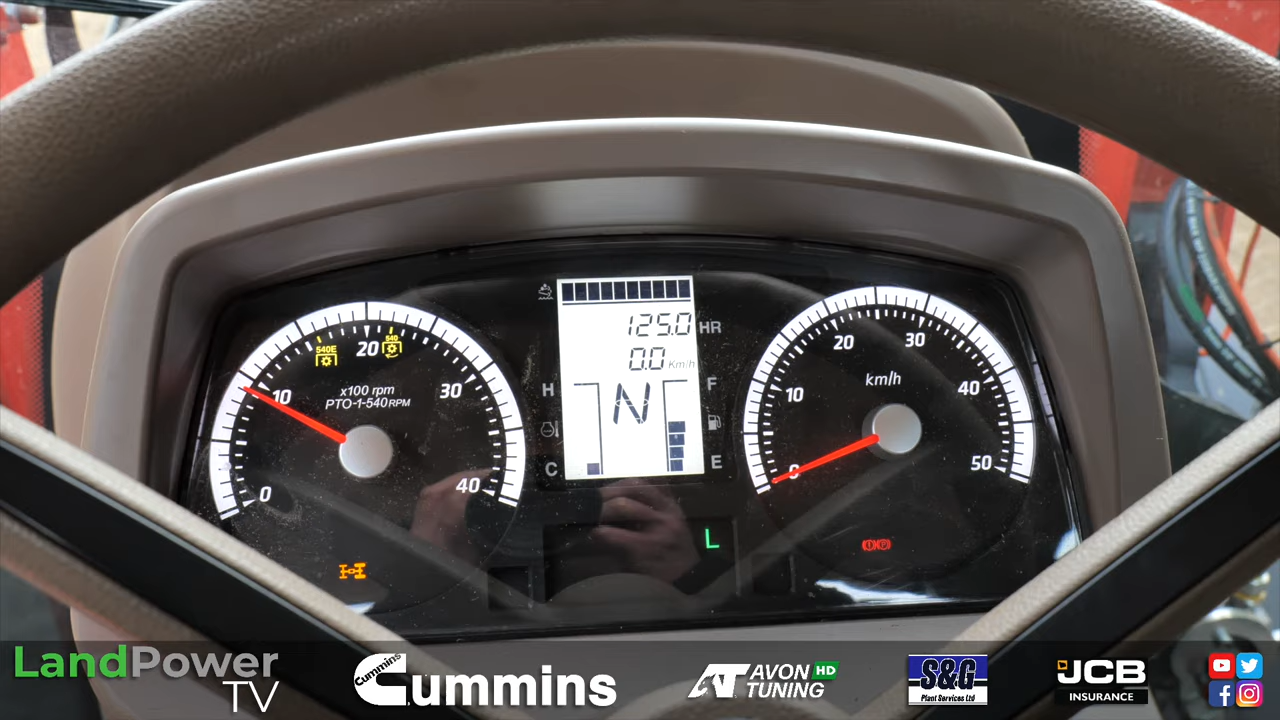 540E
540
0
10
20
30
40
x100 rpm
PTO-1-540RPM
125.0 HR
0.0 Km/h
N
H
C
F
E
L
0
10
20
30
40
50
km/h
LandPower
TV
Cummins
Cummins
AT AVON HD
TUNING
S&G
Plant Services Ltd
JCB
INSURANCE